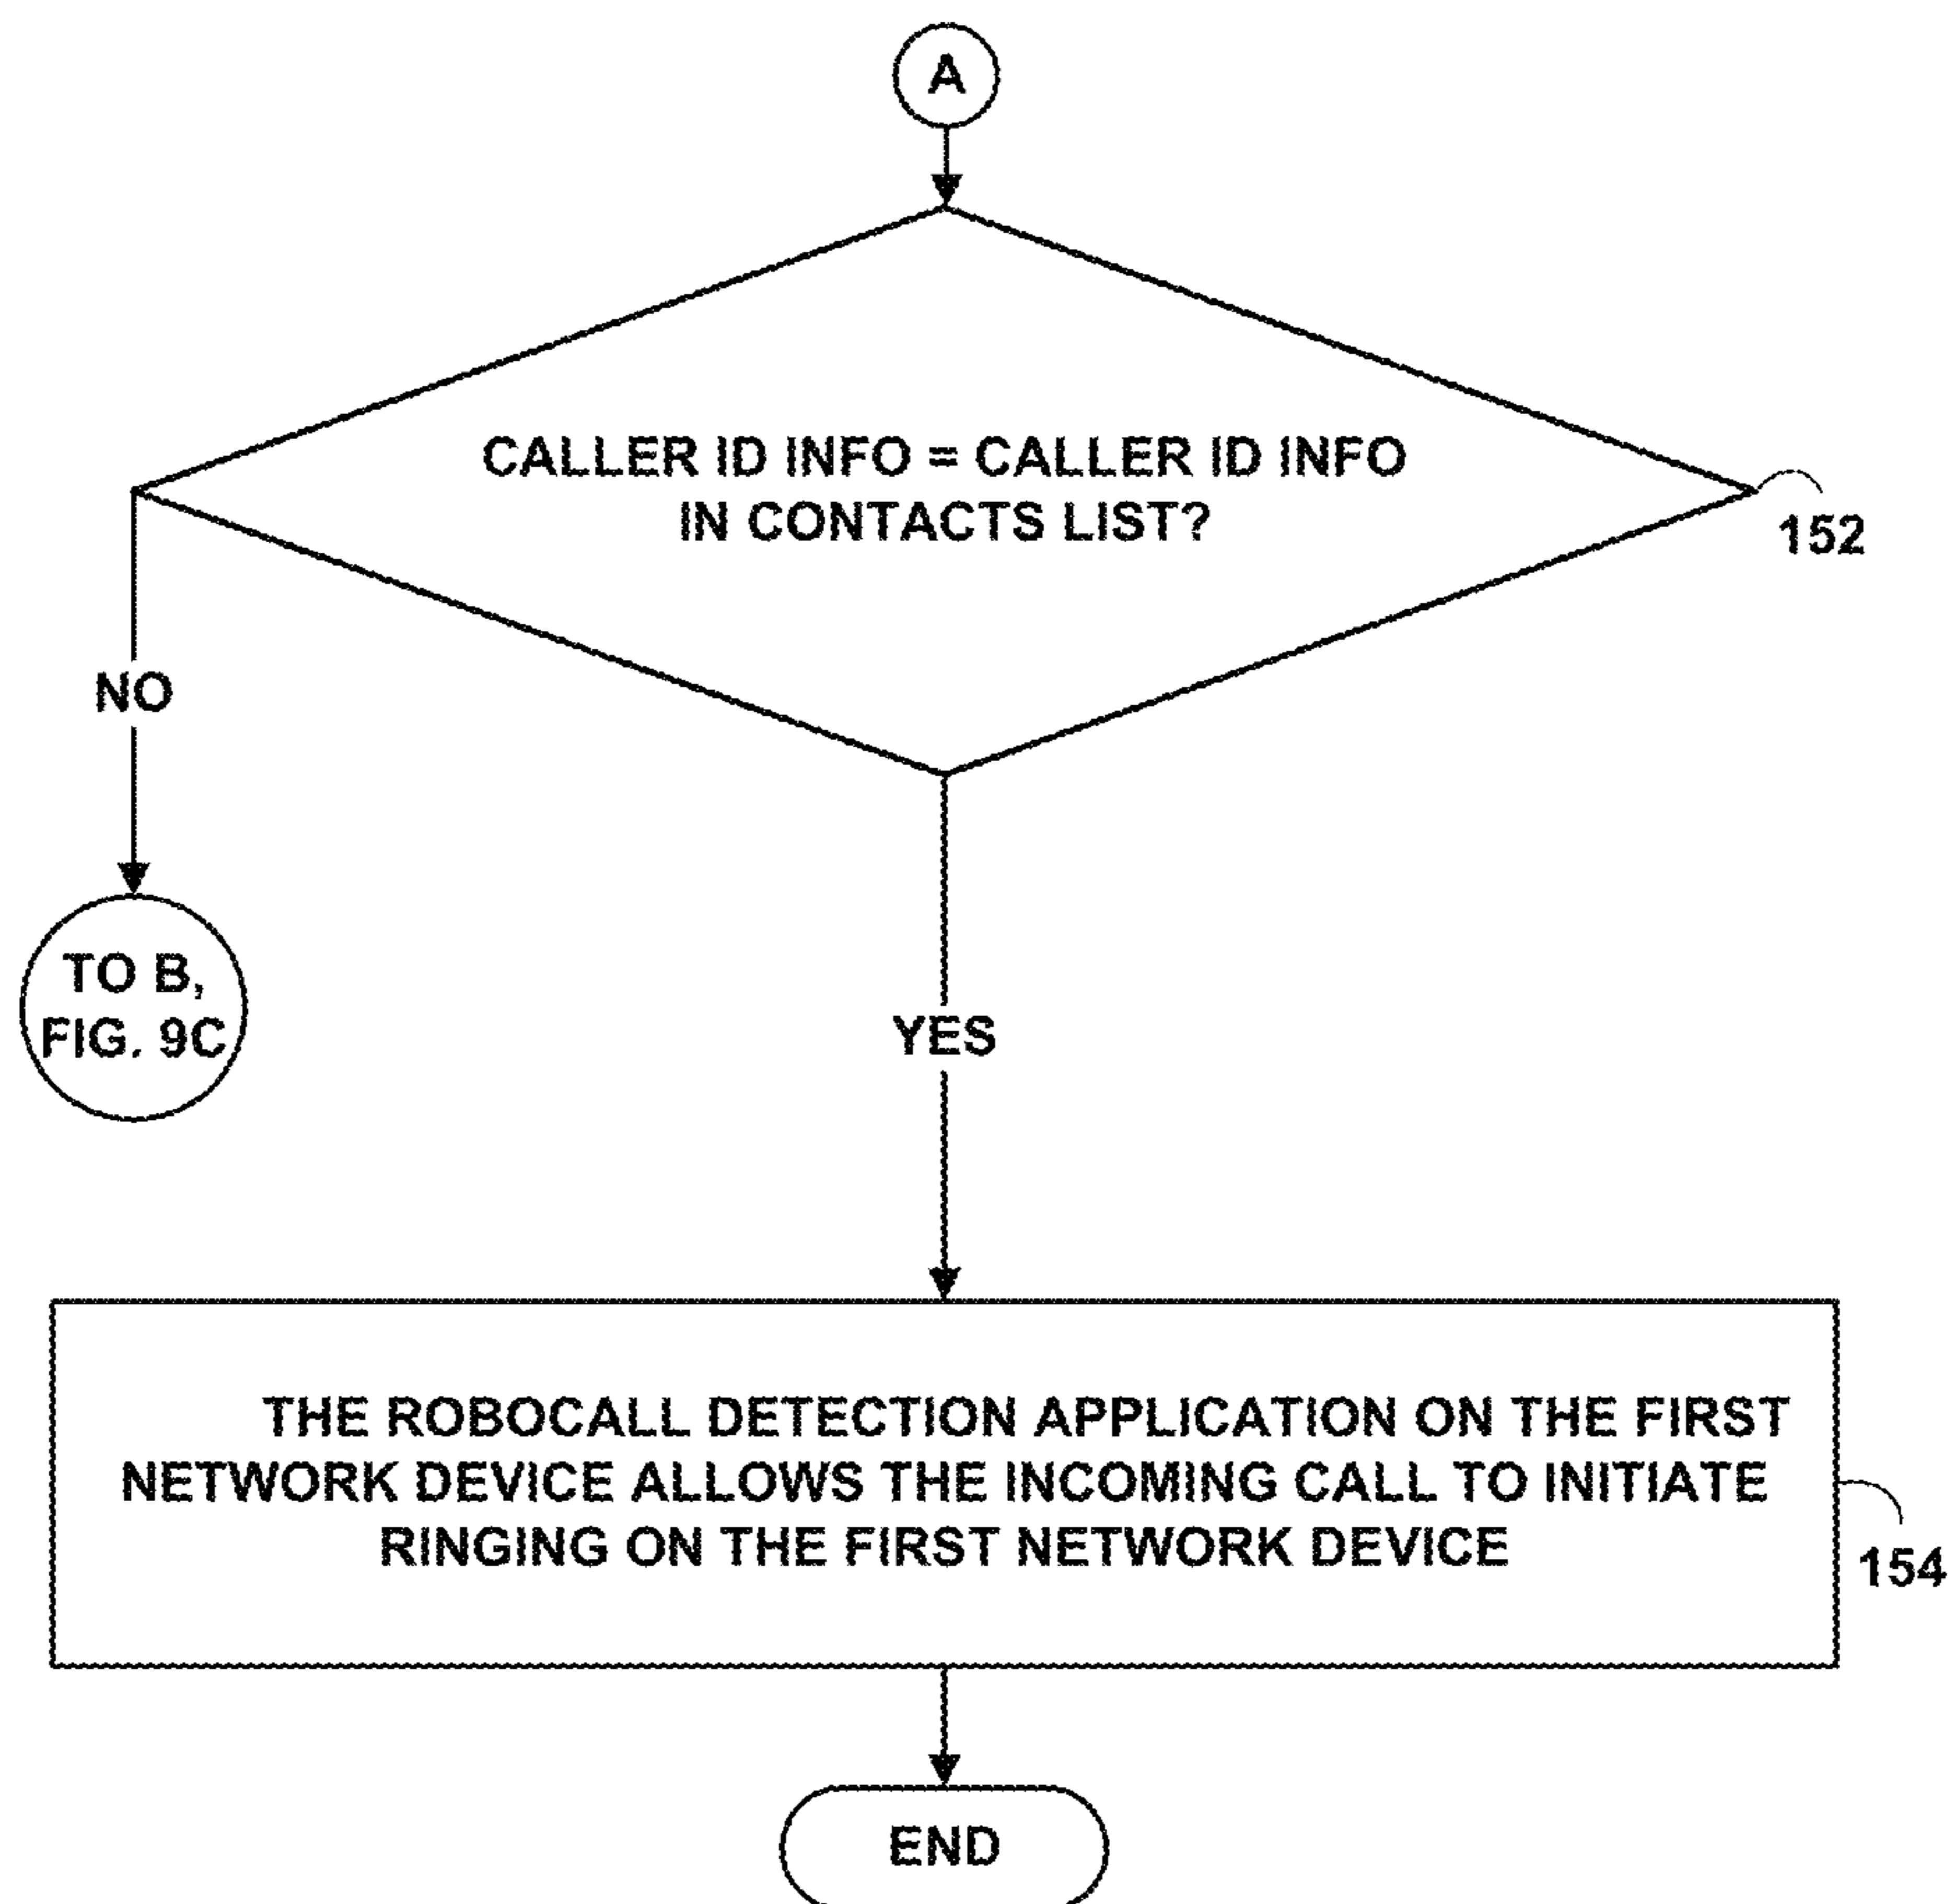 A
CALLER ID INFO = CALLER ID INFO
IN CONTACTS LIST?
152
NO
TO B,
FIG. 9C
YES
THE ROBOCALL DETECTION APPLICATION ON THE FIRST
NETWORK DEVICE ALLOWS THE INCOMING CALL TO INITIATE
RINGING ON THE FIRST NETWORK DEVICE
154
END